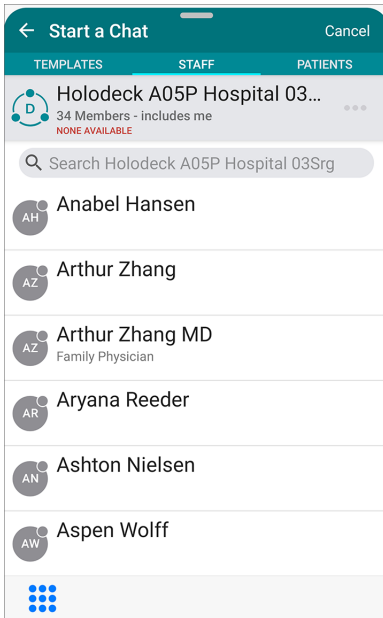 Start a Chat
Cancel
TEMPLATES
STAFF
PATIENTS
D
Holodeck A05P Hospital 03...
34 Members - includes me
NONE AVAILABLE
Search Holodeck A05P Hospital 03Srg
AH
Anabel Hansen
AZ
Arthur Zhang
AZ
Arthur Zhang MD
Family Physician
AR
Aryana Reeder
AN
Ashton Nielsen
AW
Aspen Wolff